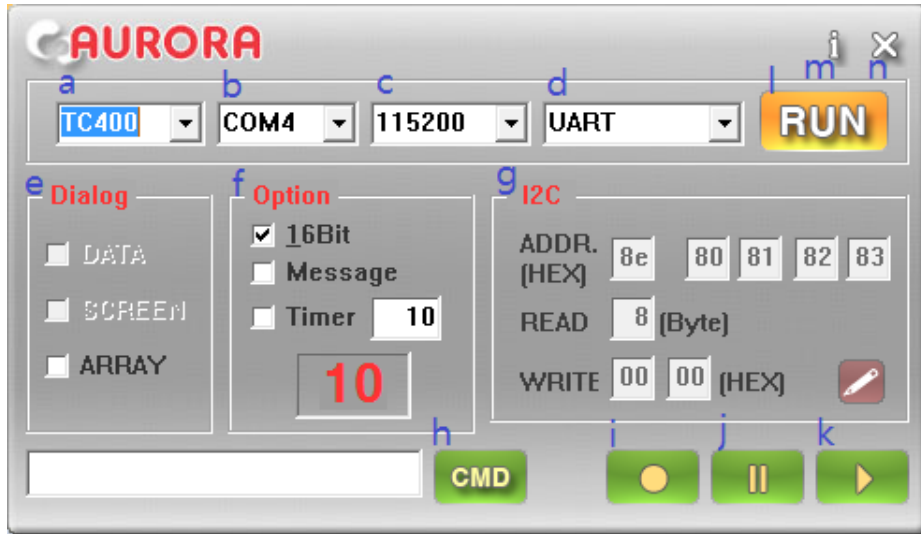 AURORA
i
a b c d l m n
TC400 COM4 115200 UART RUN
e Dialog
DATA
SCREEN
ARRAY
f Option
16Bit
Message
Timer 10
10
g I2C
ADDR. (HEX) 8e 80 81 82 83
READ 8 (Byte)
WRITE 00 00 (HEX)
h i j k
CMD